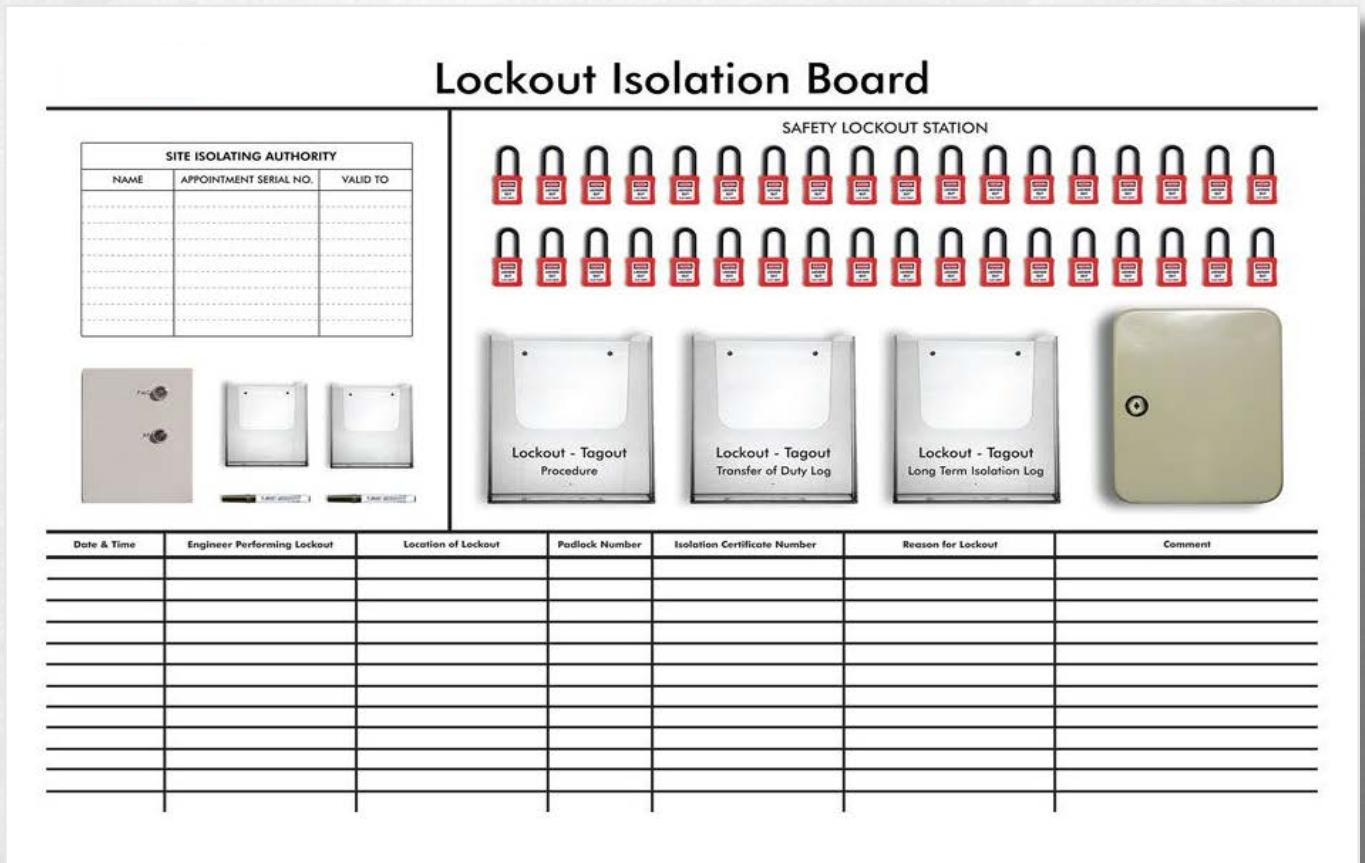 Lockout Isolation Board
SITE ISOLATING AUTHORITY
NAME APPOINTMENT SERIAL NO. VALID TO
SAFETY LOCKOUT STATION
Lockout - Tagout
Procedure
Lockout - Tagout
Transfer of Duty Log
Lockout - Tagout
Long Term Isolation Log
Date & Time Engineer Performing Lockout Location of Lockout Padlock Number Isolation Certificate Number Reason for Lockout Comment